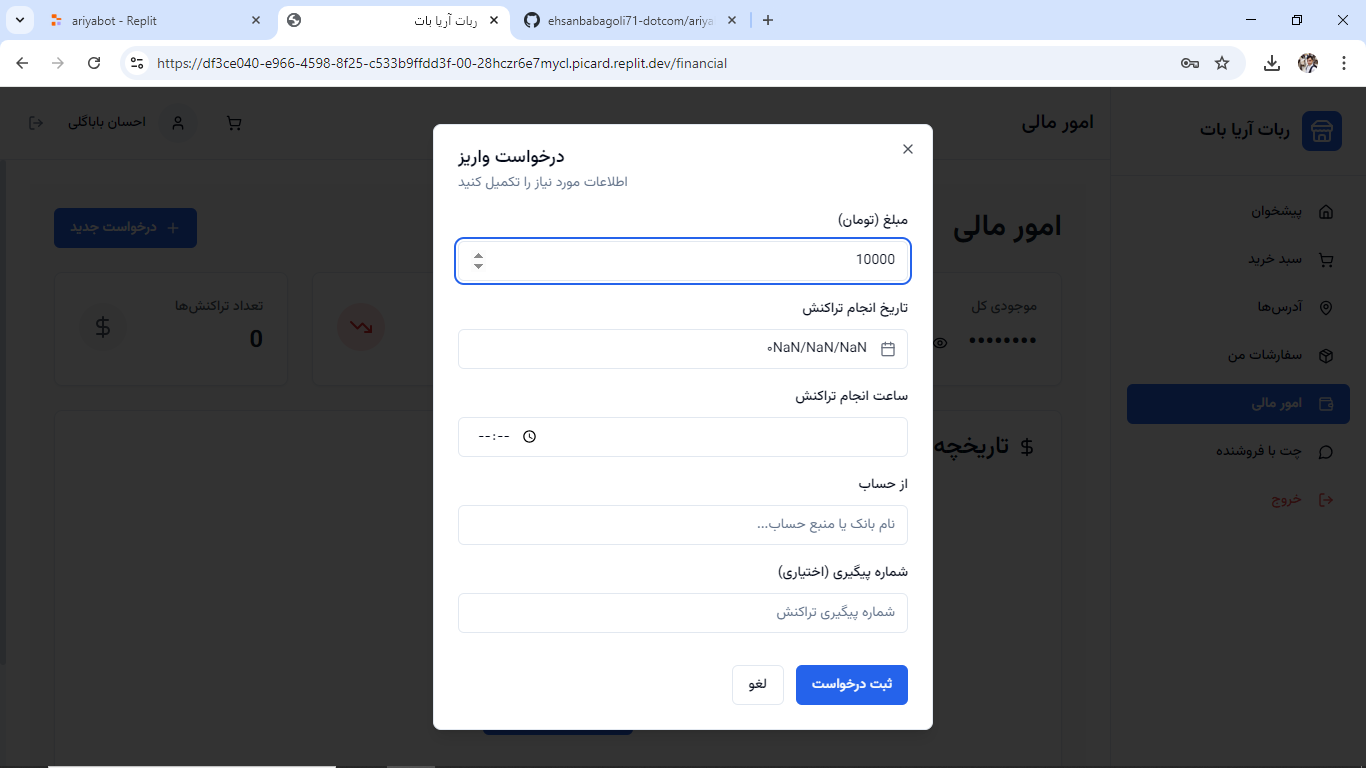 ariyabot - Replit
ربات آریا بات
ehsanbabagoli71-dotcom/ariya
https://df3ce040-e966-4598-8f25-c533b9ffdd3f-00-28hczr6e7mycl.picard.replit.dev/financial
ربات آریا بات
امور مالی
احسان باباگلی
پیشخوان
سبد خرید
آدرس‌ها
سفارشات من
امور مالی
چت با فروشنده
خروج
امور مالی
درخواست جدید
موجودی کل
••••••••
تعداد تراکنش‌ها
0
تاریخچه
درخواست واریز
اطلاعات مورد نیاز را تکمیل کنید
مبلغ (تومان)
10000
تاریخ انجام تراکنش
۰NaN/NaN/NaN
ساعت انجام تراکنش
--:--
از حساب
نام بانک یا منبع حساب...
شماره پیگیری (اختیاری)
شماره پیگیری تراکنش
ثبت درخواست
لغو